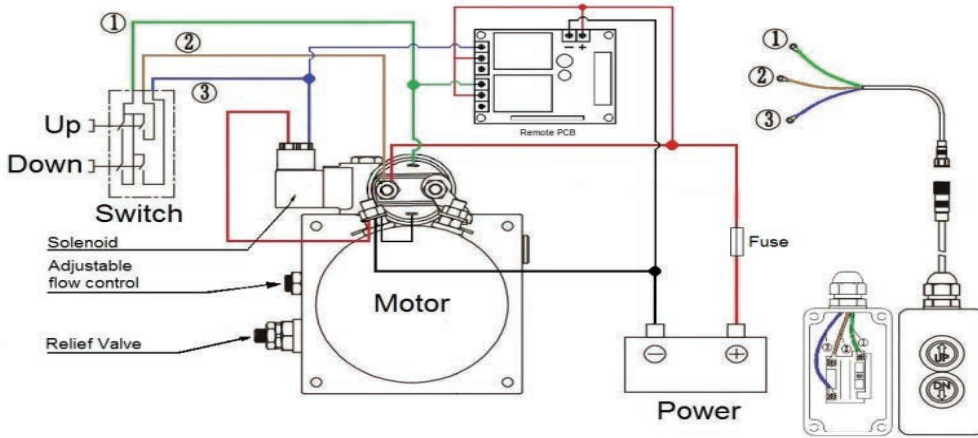 ①
②
③
Up
Down
Switch
Solenoid
Adjustable
flow control
Relief Valve
Motor
− +
Remote PCB
Fuse
− +
Power
①
②
③
UP
DN